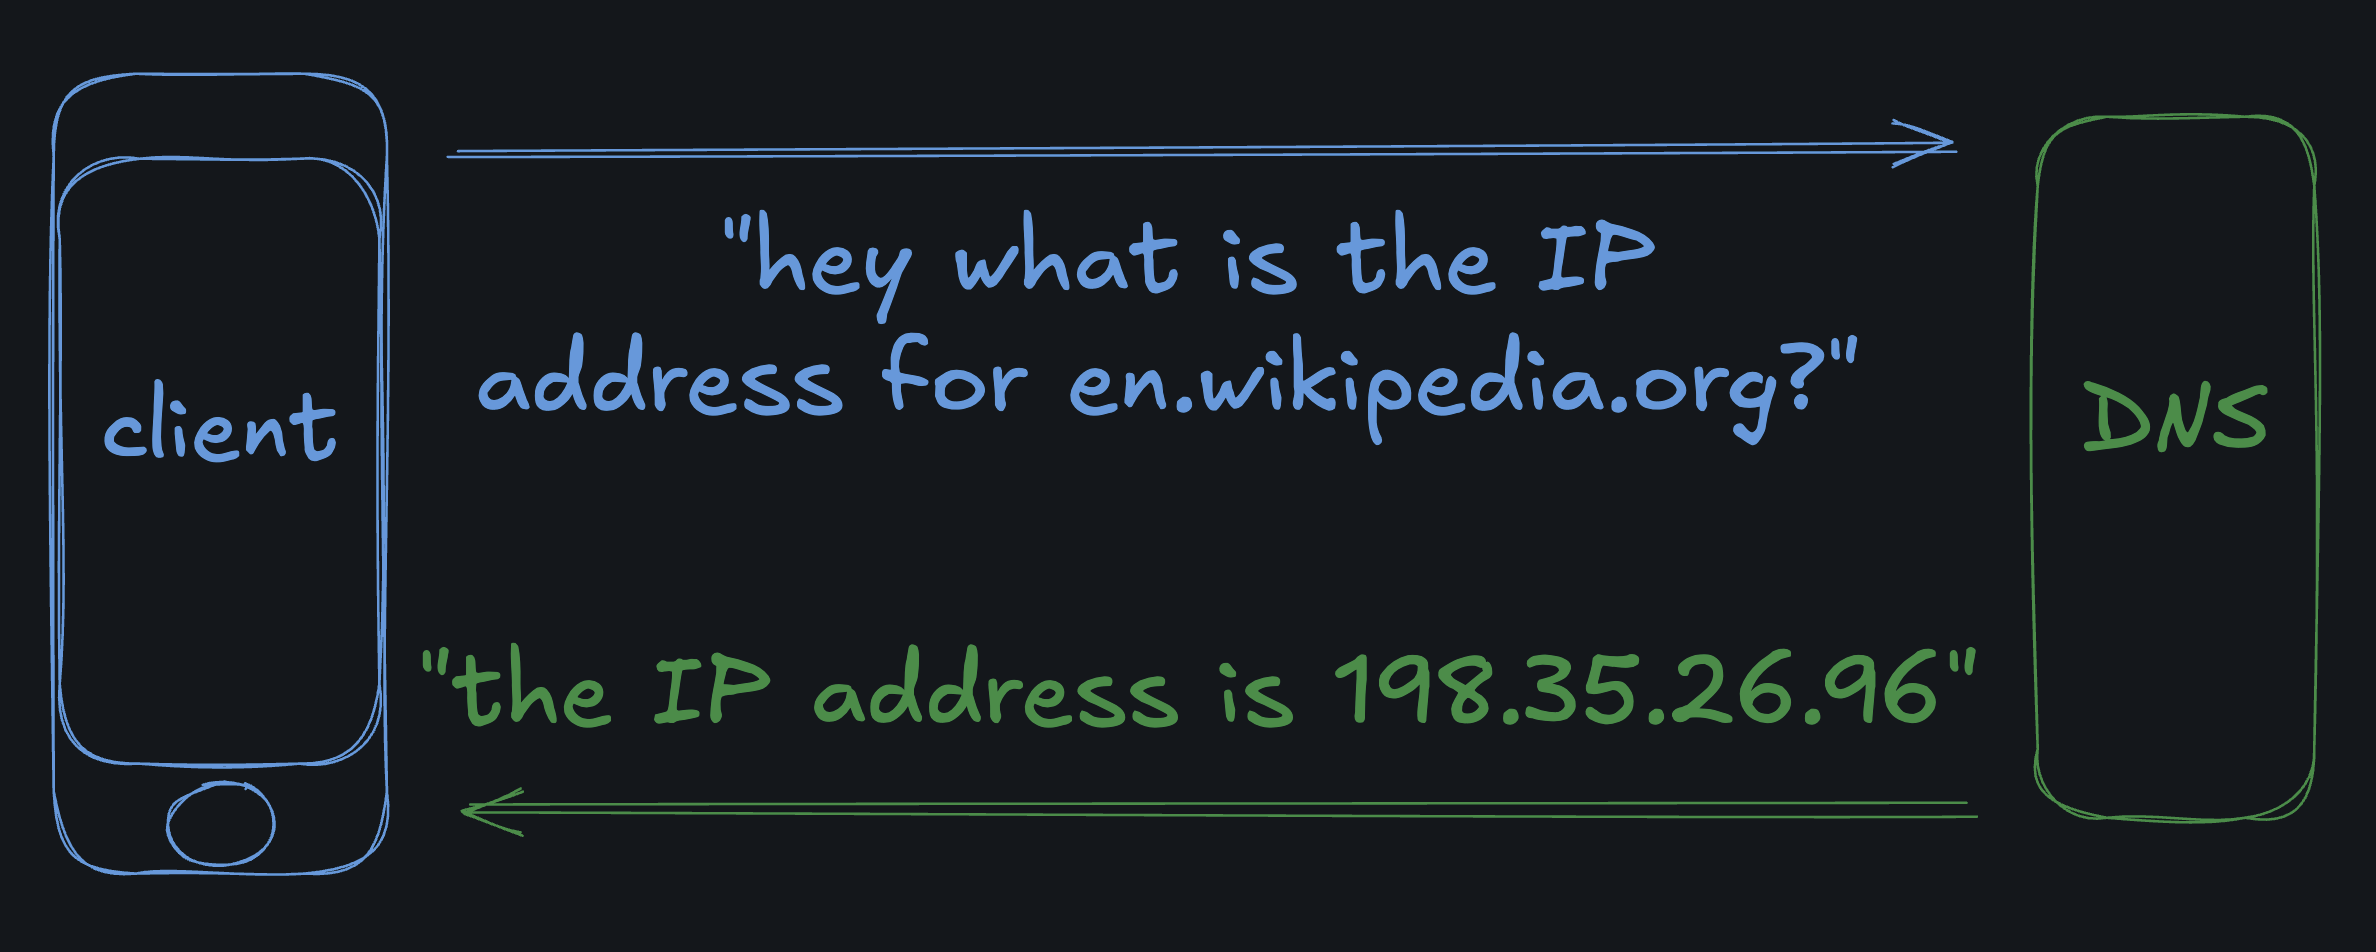 client
"hey what is the IP
address for en.wikipedia.org?"
DNS
"the IP address is 198.35.26.96"